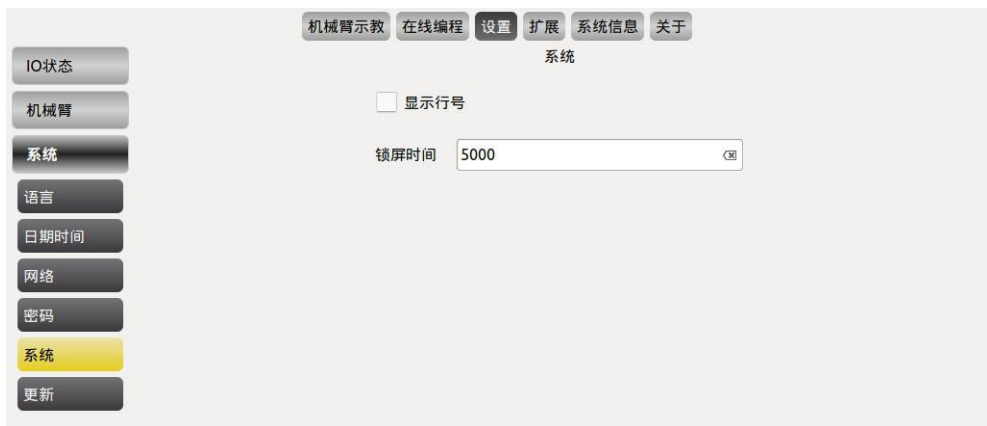 机械臂示教 在线编程 设置 扩展 系统信息 关于
系统
IO状态
机械臂
系统
语言
日期时间
网络
密码
系统
更新
显示行号
锁屏时间 5000